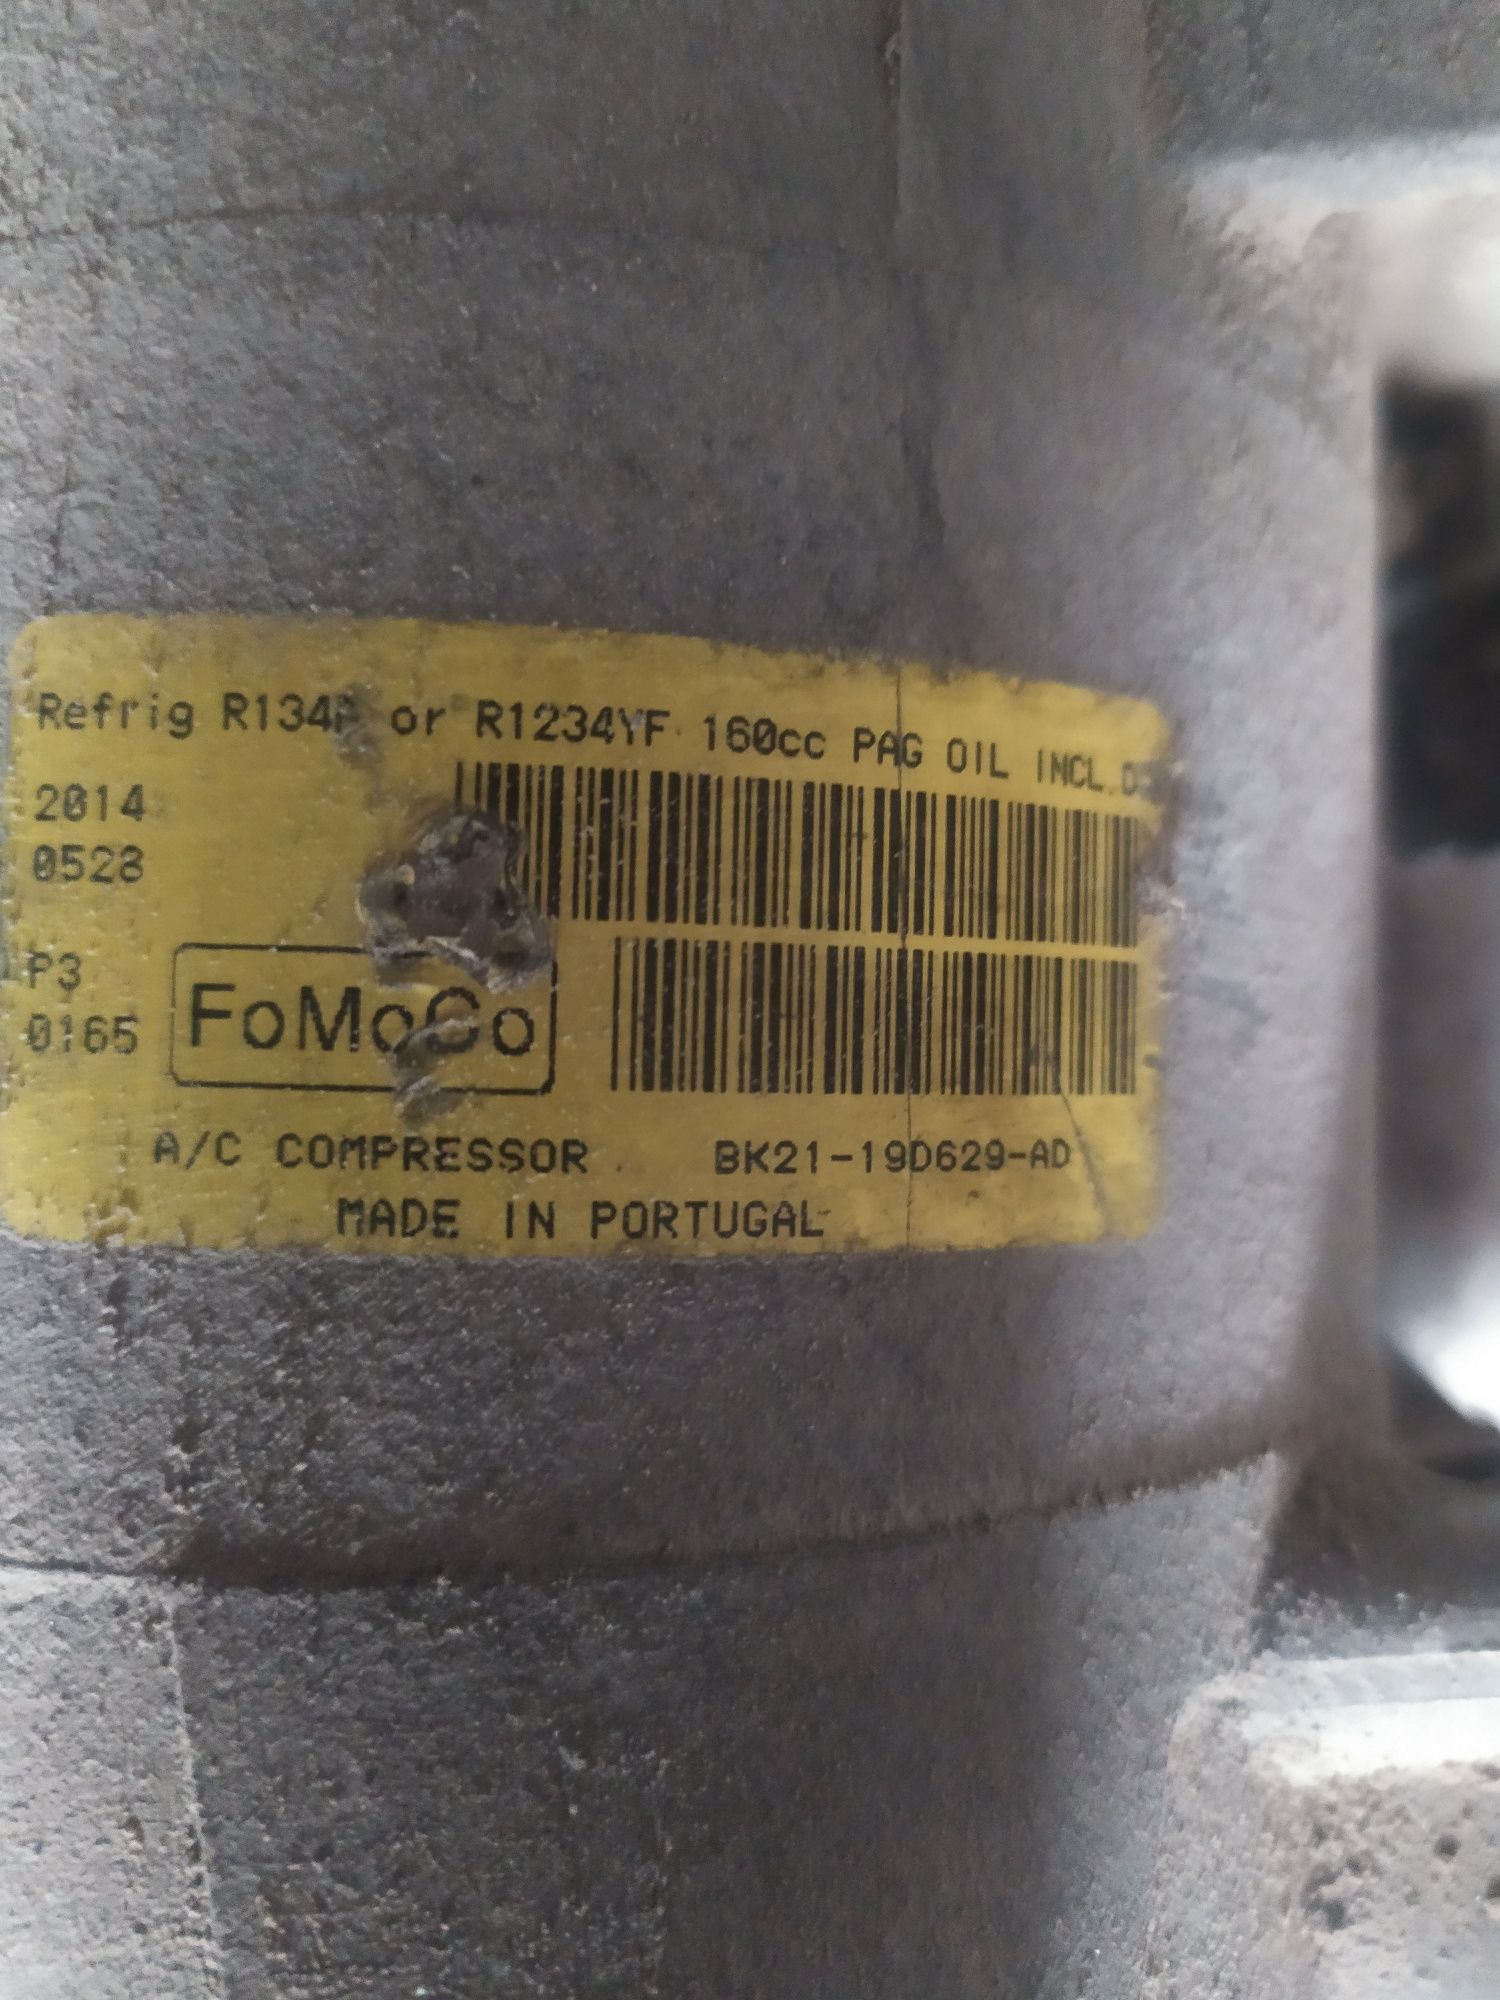 Refrig R134A or R1234YF 160cc PAG OIL INCL.
2014
0528
P3
0165
FoMoCo
A/C COMPRESSOR BK21-19D629-AD
MADE IN PORTUGAL